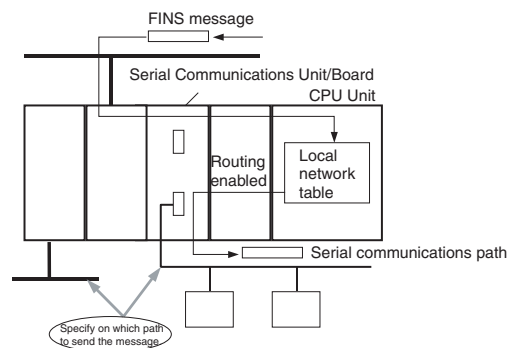 FINS message
Serial Communications Unit/Board
CPU Unit
Routing
enabled
Local
network
table
Serial communications path
Specify on which path
to send the message.